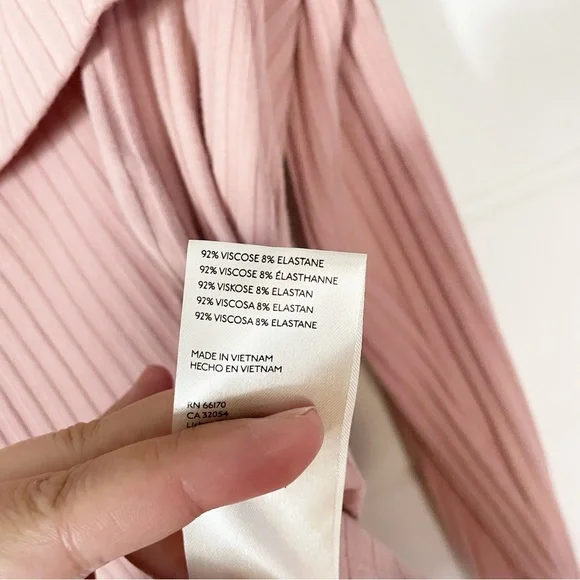 92% VISCOSE 8% ELASTANE
92% VISCOSE 8% ÉLASTHANNE
92% VISKOSE 8% ELASTAN
92% VISCOSA 8% ELASTAN
92% VISCOSA 8% ELASTANE
MADE IN VIETNAM
HECHO EN VIETNAM
RN 66170
CA 32054